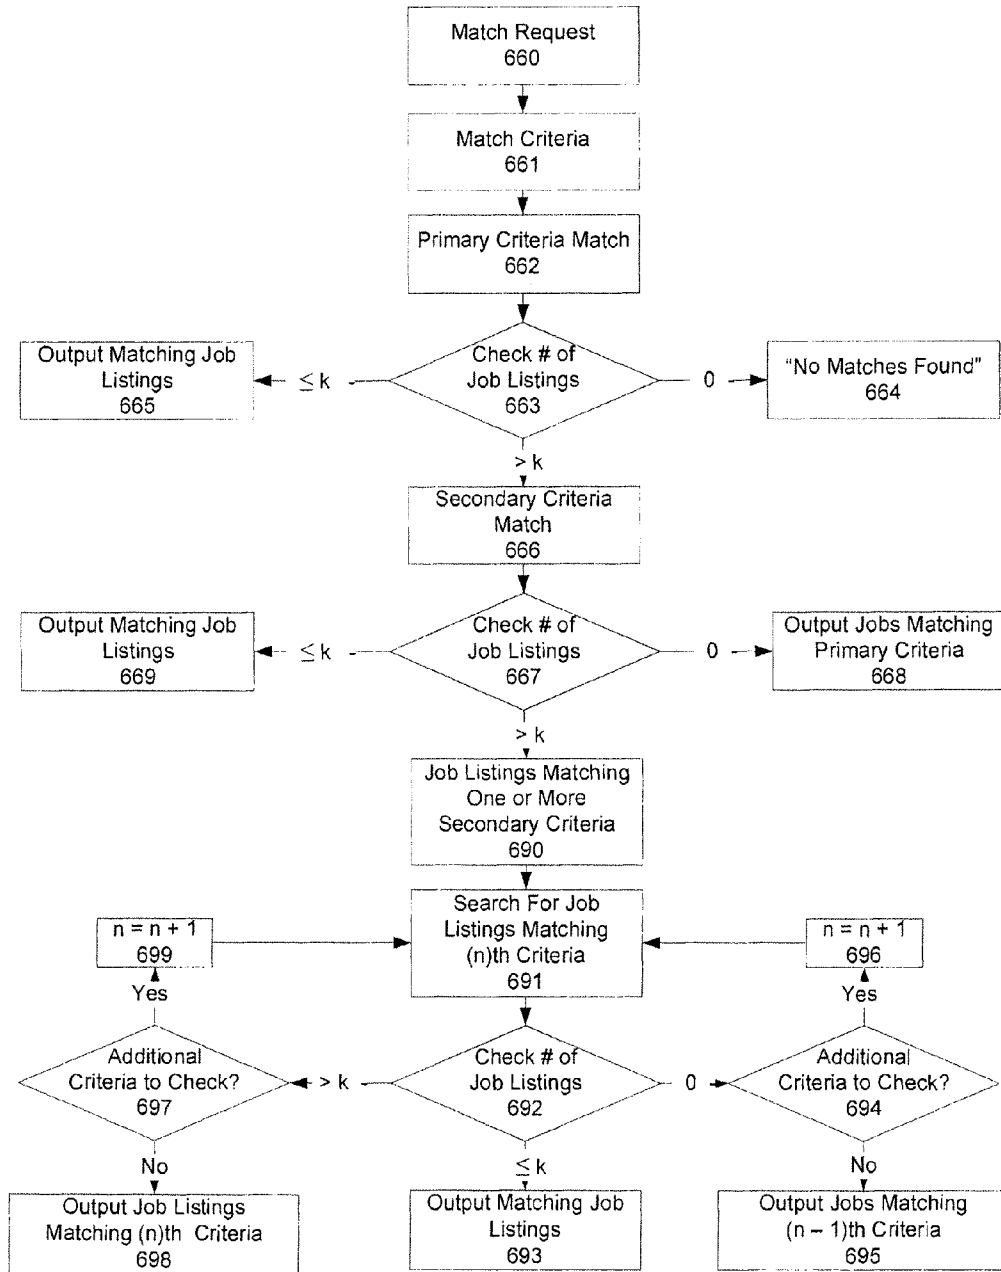 Match Request
660
Match Criteria
661
Primary Criteria Match
662
Output Matching Job
Listings
665
≤ k
Check # of
Job Listings
663
0
“No Matches Found”
664
> k
Secondary Criteria
Match
666
Output Matching Job
Listings
669
≤ k
Check # of
Job Listings
667
0
Output Jobs Matching
Primary Criteria
668
> k
Job Listings Matching
One or More
Secondary Criteria
690
n = n + 1
699
Search For Job
Listings Matching
(n)th Criteria
691
n = n + 1
696
Yes
Yes
Additional
Criteria to Check?
697
> k
Check # of
Job Listings
692
0
Additional
Criteria to Check?
694
No
≤ k
No
Output Job Listings
Matching (n)th Criteria
698
Output Matching Job
Listings
693
Output Jobs Matching
(n – 1)th Criteria
695